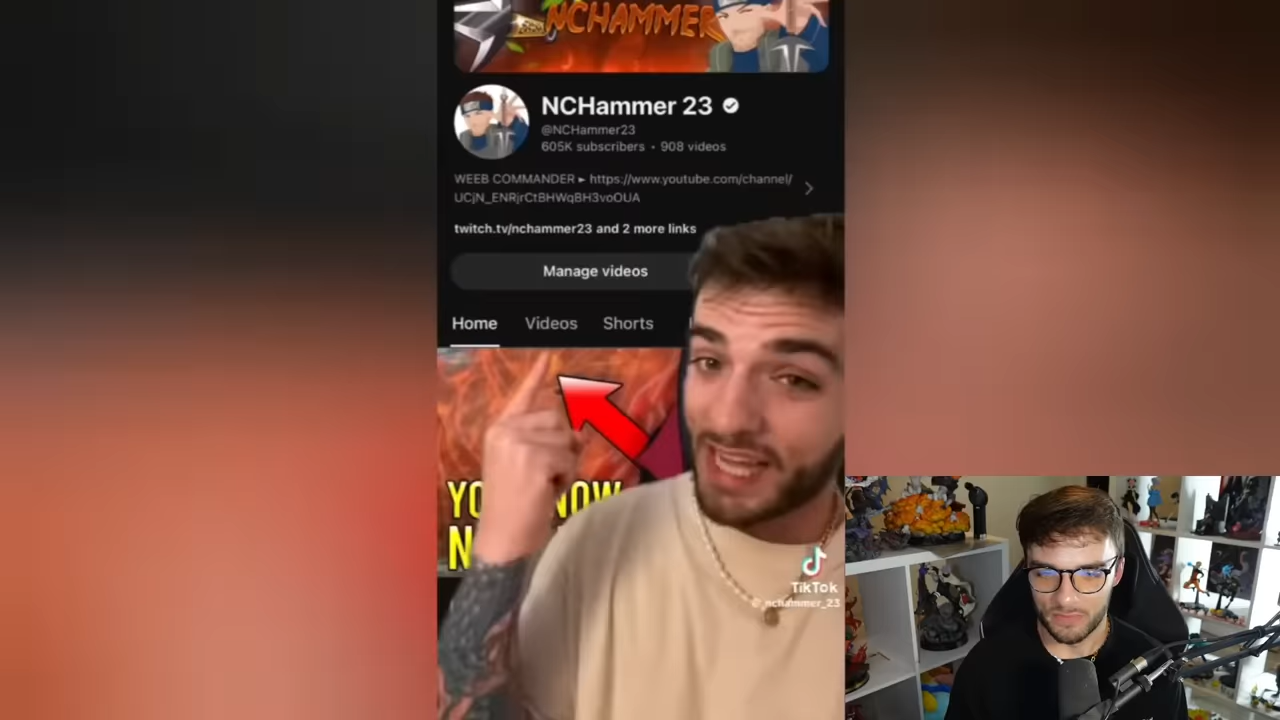 NCHAMMER
NCHammer 23
@NCHammer23
605K subscribers • 908 videos
WEEB COMMANDER ► https://www.youtube.com/channel/
UCjN_ENRjrCtBHWqBH3voOUA
twitch.tv/nchammer23 and 2 more links
Manage videos
Home Videos Shorts
TikTok
@_nchammer_23